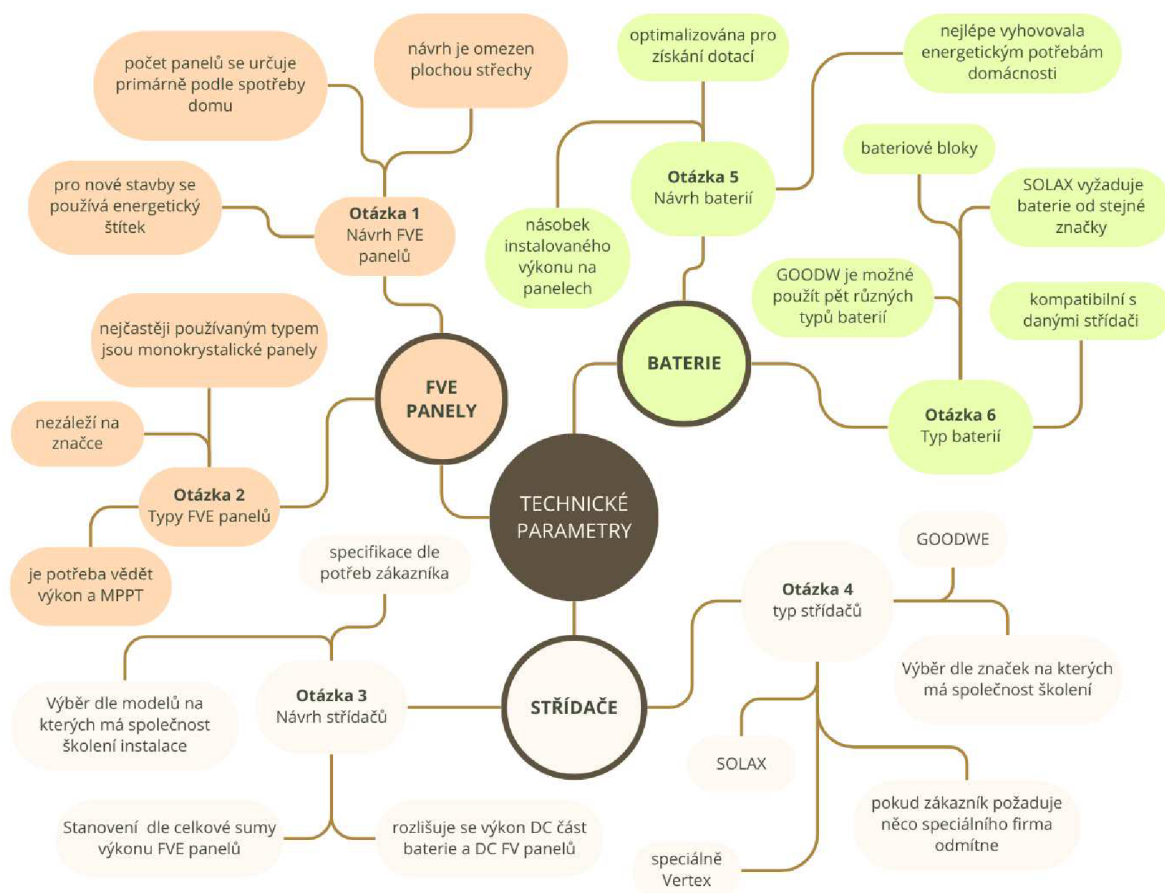 počet panelů se určuje
primárně podle spotřeby
domu
návrh je omezen
plochou střechy
pro nové stavby se
používá energetický
štítek
Otázka 1
Návrh FVE
panelů
nejčastěji používaným typem
jsou monokrystalické panely
nezáleží na
značce
Otázka 2
Typy FVE panelů
je potřeba vědět
výkon a MPPT
FVE
PANELY
optimalizována pro
získání dotací
nejlépe vyhovovala
energetickým potřebám
domácnosti
násobek
instalovaného
výkonu na
panelech
Otázka 5
Návrh baterií
bateriové bloky
SOLAX vyžaduje
baterie od stejné
značky
GOODW je možné
použít pět různých
typů baterií
kompatibilní s
danými střídači
BATERIE
Otázka 6
Typ baterií
TECHNICKÉ
PARAMETRY
specifikace dle
potřeb zákazníka
Otázka 3
Návrh střídačů
Výběr dle modelů na
kterých má společnost
školení instalace
Stanovení dle celkové sumy
výkonu FVE panelů
rozlišuje se výkon DC část
baterie a DC FV panelů
STŘÍDAČE
GOODWE
Otázka 4
typ střídačů
Výběr dle značek na kterých
má společnost školení
SOLAX
pokud zákazník požaduje
něco speciálního firma
odmítne
speciálně
Vertex